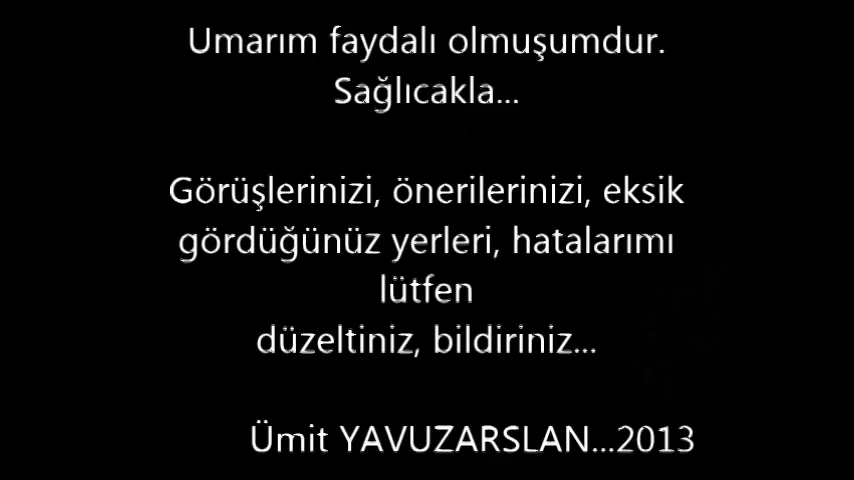 Umarım faydalı olmuşumdur.
Sağlıcakla...
Görüşlerinizi, önerilerinizi, eksik
gördüğünüz yerleri, hatalarımı
lütfen
düzeltiniz, bildiriniz...
Ümit YAVUZARSLAN...2013